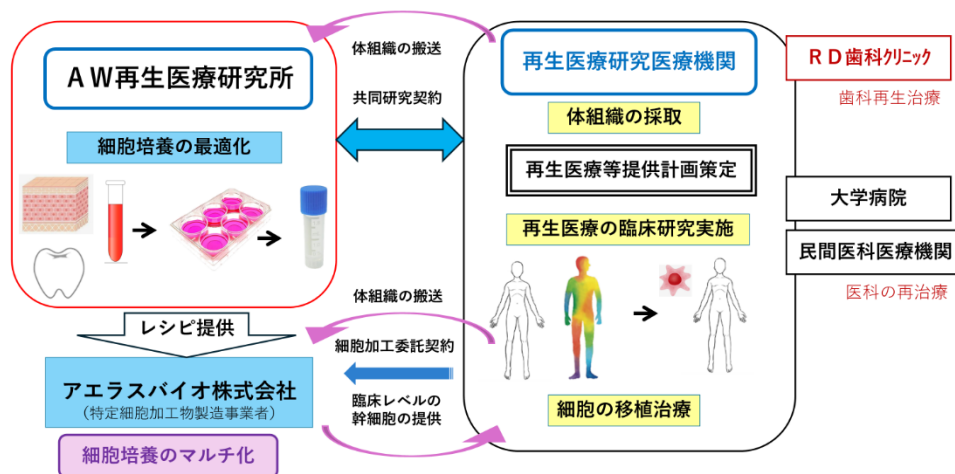 体組織の搬送
AW再生医療研究所
再生医療研究医療機関
RD歯科クリニック
歯科再生治療
共同研究契約
体組織の採取
細胞培養の最適化
再生医療等提供計画策定
大学病院
再生医療の臨床研究実施
民間医科医療機関
医科の再治療
体組織の搬送
レシピ提供
細胞加工委託契約
アエラスバイオ株式会社
(特定細胞加工物製造事業者)
臨床レベルの
幹細胞の提供
細胞の移植治療
細胞培養のマルチ化